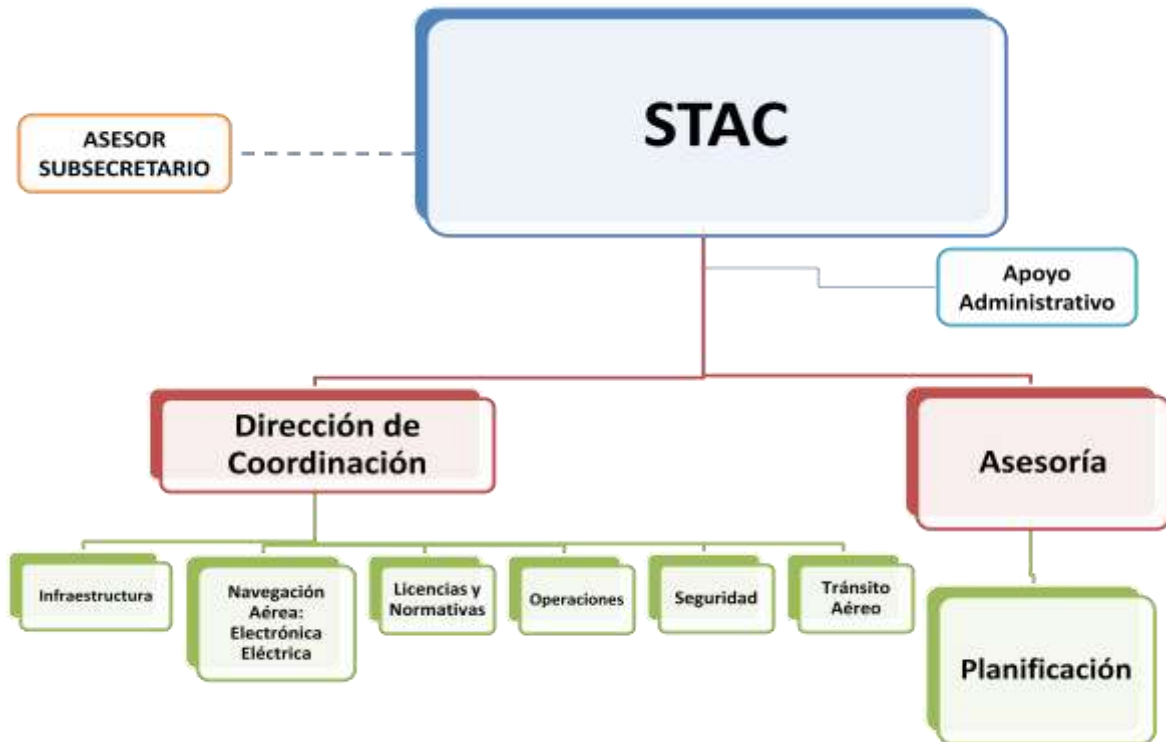 STAC
ASESOR
SUBSECRETARIO
Apoyo
Administrativo
Dirección de
Coordinación
Asesoría
Infraestructura
Navegación
Aérea:
Electrónica
Eléctrica
Licencias y
Normativas
Operaciones
Seguridad
Tránsito
Aéreo
Planificación